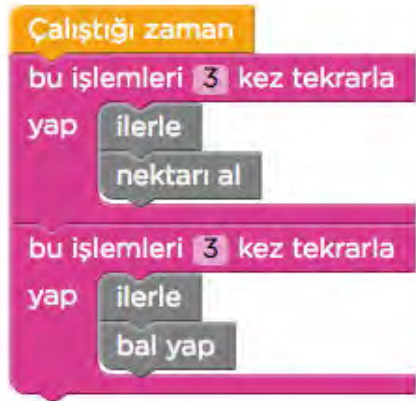 Çalıştığı zaman
bu işlemleri 3 kez tekrarla
yap ilerle
nektarı al
bu işlemleri 3 kez tekrarla
yap ilerle
bal yap